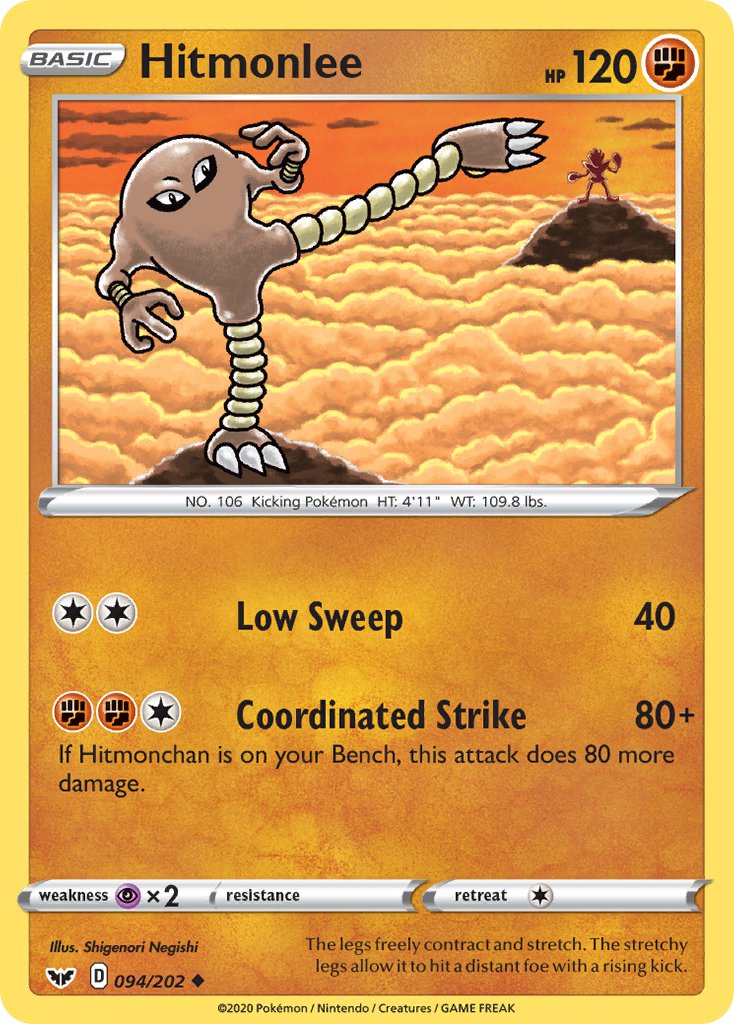 BASIC Hitmonlee HP 120
NO. 106 Kicking Pokémon HT: 4'11" WT: 109.8 lbs.
Low Sweep 40
Coordinated Strike 80+
If Hitmonchan is on your Bench, this attack does 80 more
damage.
weakness ×2 resistance retreat
Illus. Shigenori Negishi
The legs freely contract and stretch. The stretchy
legs allow it to hit a distant foe with a rising kick.
D 094/202
©2020 Pokémon / Nintendo / Creatures / GAME FREAK